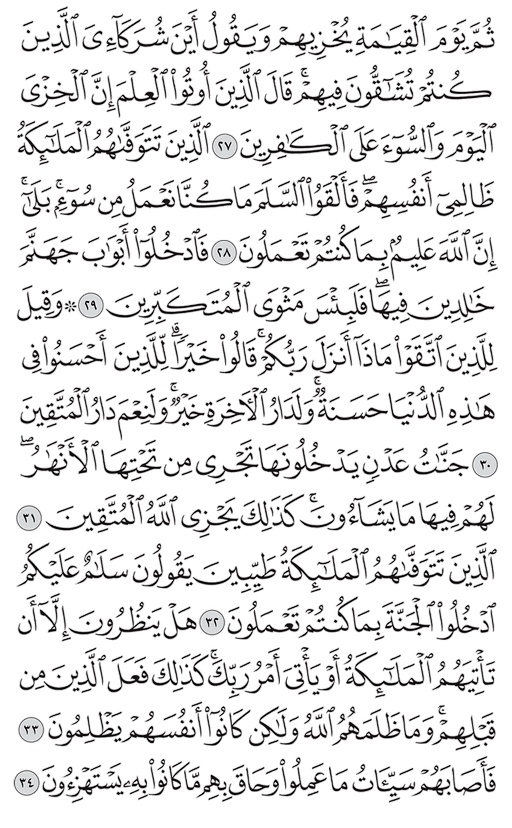 ثُمَّ يَوْمَ ٱلْقِيَٰمَةِ يُخْزِيهِمْ وَيَقُولُ أَيْنَ شُرَكَآءِىَ ٱلَّذِينَ
كُنتُمْ تُشَٰٓقُّونَ فِيهِمْ ۚ قَالَ ٱلَّذِينَ أُوتُوا۟ ٱلْعِلْمَ إِنَّ ٱلْخِزْىَ
ٱلْيَوْمَ وَٱلسُّوٓءَ عَلَى ٱلْكَٰفِرِينَ ٢٧ ٱلَّذِينَ تَتَوَفَّىٰهُمُ ٱلْمَلَٰٓئِكَةُ
ظَالِمِىٓ أَنفُسِهِمْ ۖ فَأَلْقَوُا۟ ٱلسَّلَمَ مَا كُنَّا نَعْمَلُ مِن سُوٓءٍۭ ۚ بَلَىٰٓ ۚ
إِنَّ ٱللَّهَ عَلِيمٌۢ بِمَا كُنتُمْ تَعْمَلُونَ ٢٨ فَٱدْخُلُوٓا۟ أَبْوَٰبَ جَهَنَّمَ
خَٰلِدِينَ فِيهَا ۖ فَلَبِئْسَ مَثْوَى ٱلْمُتَكَبِّرِينَ ٢٩ ۞ وَقِيلَ
لِلَّذِينَ ٱتَّقَوْا۟ مَاذَآ أَنزَلَ رَبُّكُمْ ۚ قَالُوا۟ خَيْرًا ۗ لِّلَّذِينَ أَحْسَنُوا۟ فِى
هَٰذِهِ ٱلدُّنْيَا حَسَنَةٌ ۚ وَلَدَارُ ٱلْـَٔاخِرَةِ خَيْرٌ ۚ وَلَنِعْمَ دَارُ ٱلْمُتَّقِينَ
٣٠ جَنَّٰتُ عَدْنٍ يَدْخُلُونَهَا تَجْرِى مِن تَحْتِهَا ٱلْأَنْهَٰرُ ۖ
لَهُمْ فِيهَا مَا يَشَآءُونَ ۚ كَذَٰلِكَ يَجْزِى ٱللَّهُ ٱلْمُتَّقِينَ ٣١
ٱلَّذِينَ تَتَوَفَّىٰهُمُ ٱلْمَلَٰٓئِكَةُ طَيِّبِينَ ۙ يَقُولُونَ سَلَٰمٌ عَلَيْكُمُ
ٱدْخُلُوا۟ ٱلْجَنَّةَ بِمَا كُنتُمْ تَعْمَلُونَ ٣٢ هَلْ يَنظُرُونَ إِلَّآ أَن
تَأْتِيَهُمُ ٱلْمَلَٰٓئِكَةُ أَوْ يَأْتِىَ أَمْرُ رَبِّكَ ۚ كَذَٰلِكَ فَعَلَ ٱلَّذِينَ مِن
قَبْلِهِمْ ۚ وَمَا ظَلَمَهُمُ ٱللَّهُ وَلَٰكِن كَانُوٓا۟ أَنفُسَهُمْ يَظْلِمُونَ ٣٣
فَأَصَابَهُمْ سَيِّـَٔاتُ مَا عَمِلُوا۟ وَحَاقَ بِهِم مَّا كَانُوا۟ بِهِۦ يَسْتَهْزِءُونَ ٣٤